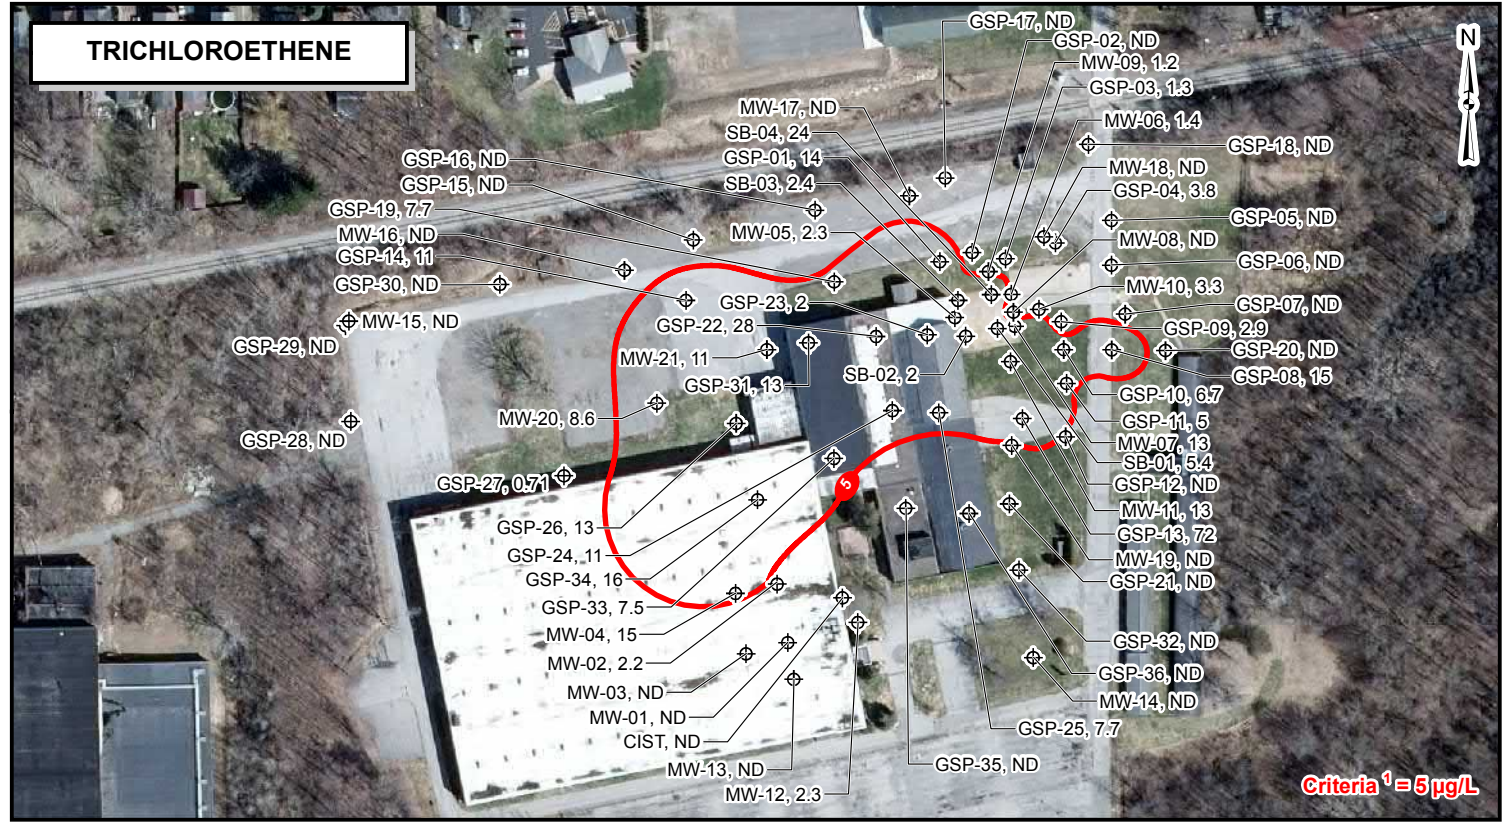 TRICHLOROETHENE
N
GSP-17, ND
GSP-02, ND
MW-09, 1.2
GSP-03, 1.3
MW-06, 1.4
GSP-18, ND
MW-18, ND
GSP-04, 3.8
GSP-05, ND
MW-08, ND
GSP-06, ND
MW-10, 3.3
GSP-07, ND
GSP-09, 2.9
GSP-20, ND
GSP-08, 15
GSP-10, 6.7
GSP-11, 5
MW-07, 13
SB-01, 5.4
GSP-12, ND
MW-11, 13
GSP-13, 72
MW-19, ND
GSP-21, ND
GSP-32, ND
GSP-36, ND
MW-14, ND
GSP-25, 7.7
GSP-35, ND
MW-17, ND
SB-04, 24
GSP-01, 14
SB-03, 2.4
MW-05, 2.3
GSP-16, ND
GSP-15, ND
GSP-19, 7.7
MW-16, ND
GSP-14, 11
GSP-30, ND
MW-15, ND
GSP-29, ND
GSP-23, 2
GSP-22, 28
MW-21, 11
GSP-31, 13
SB-02, 2
MW-20, 8.6
GSP-28, ND
GSP-27, 0.71
5
GSP-26, 13
GSP-24, 11
GSP-34, 16
GSP-33, 7.5
MW-04, 15
MW-02, 2.2
MW-03, ND
MW-01, ND
CIST, ND
MW-13, ND
MW-12, 2.3
Criteria ¹ = 5 µg/L